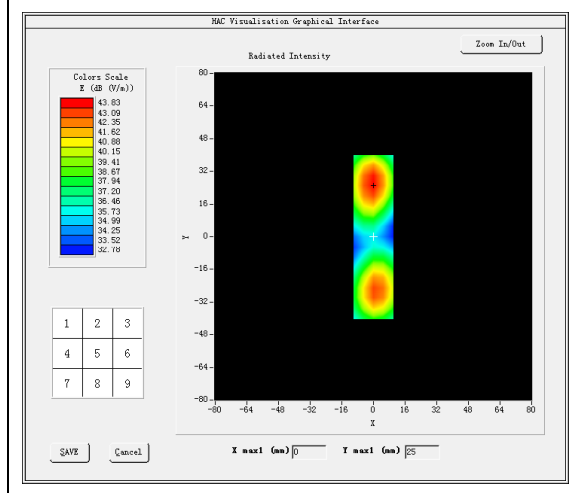 HAC Visualisation Graphical Interface
Zoom In/Out
Radiated Intensity
Colors Scale
E (dB (V/m))
43.83
43.09
42.35
41.62
40.88
40.15
39.41
38.67
37.94
37.20
36.46
35.73
34.99
34.25
33.52
32.78
80
64
48
32
16
Y 0
-16
-32
-48
-64
-80
-80 -64 -48 -32 -16 0 16 32 48 64 80
X
1 2 3
4 5 6
7 8 9
SAVE Cancel X max1 (mm) 0 Y max1 (mm) 25